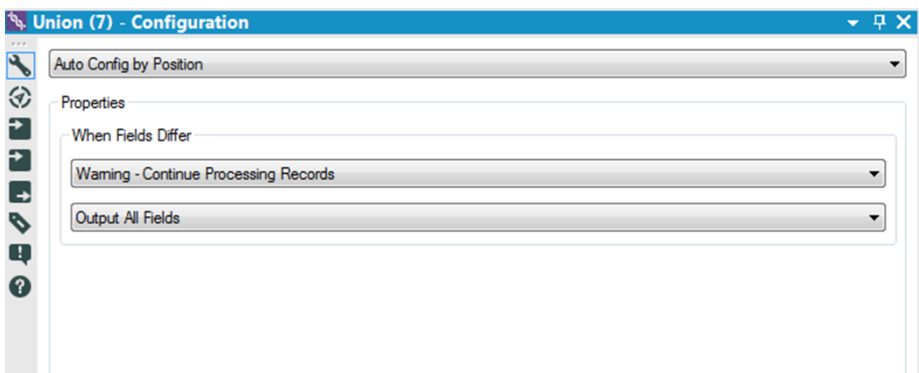 Union (7) - Configuration
Auto Config by Position
Properties
When Fields Differ
Warning - Continue Processing Records
Output All Fields